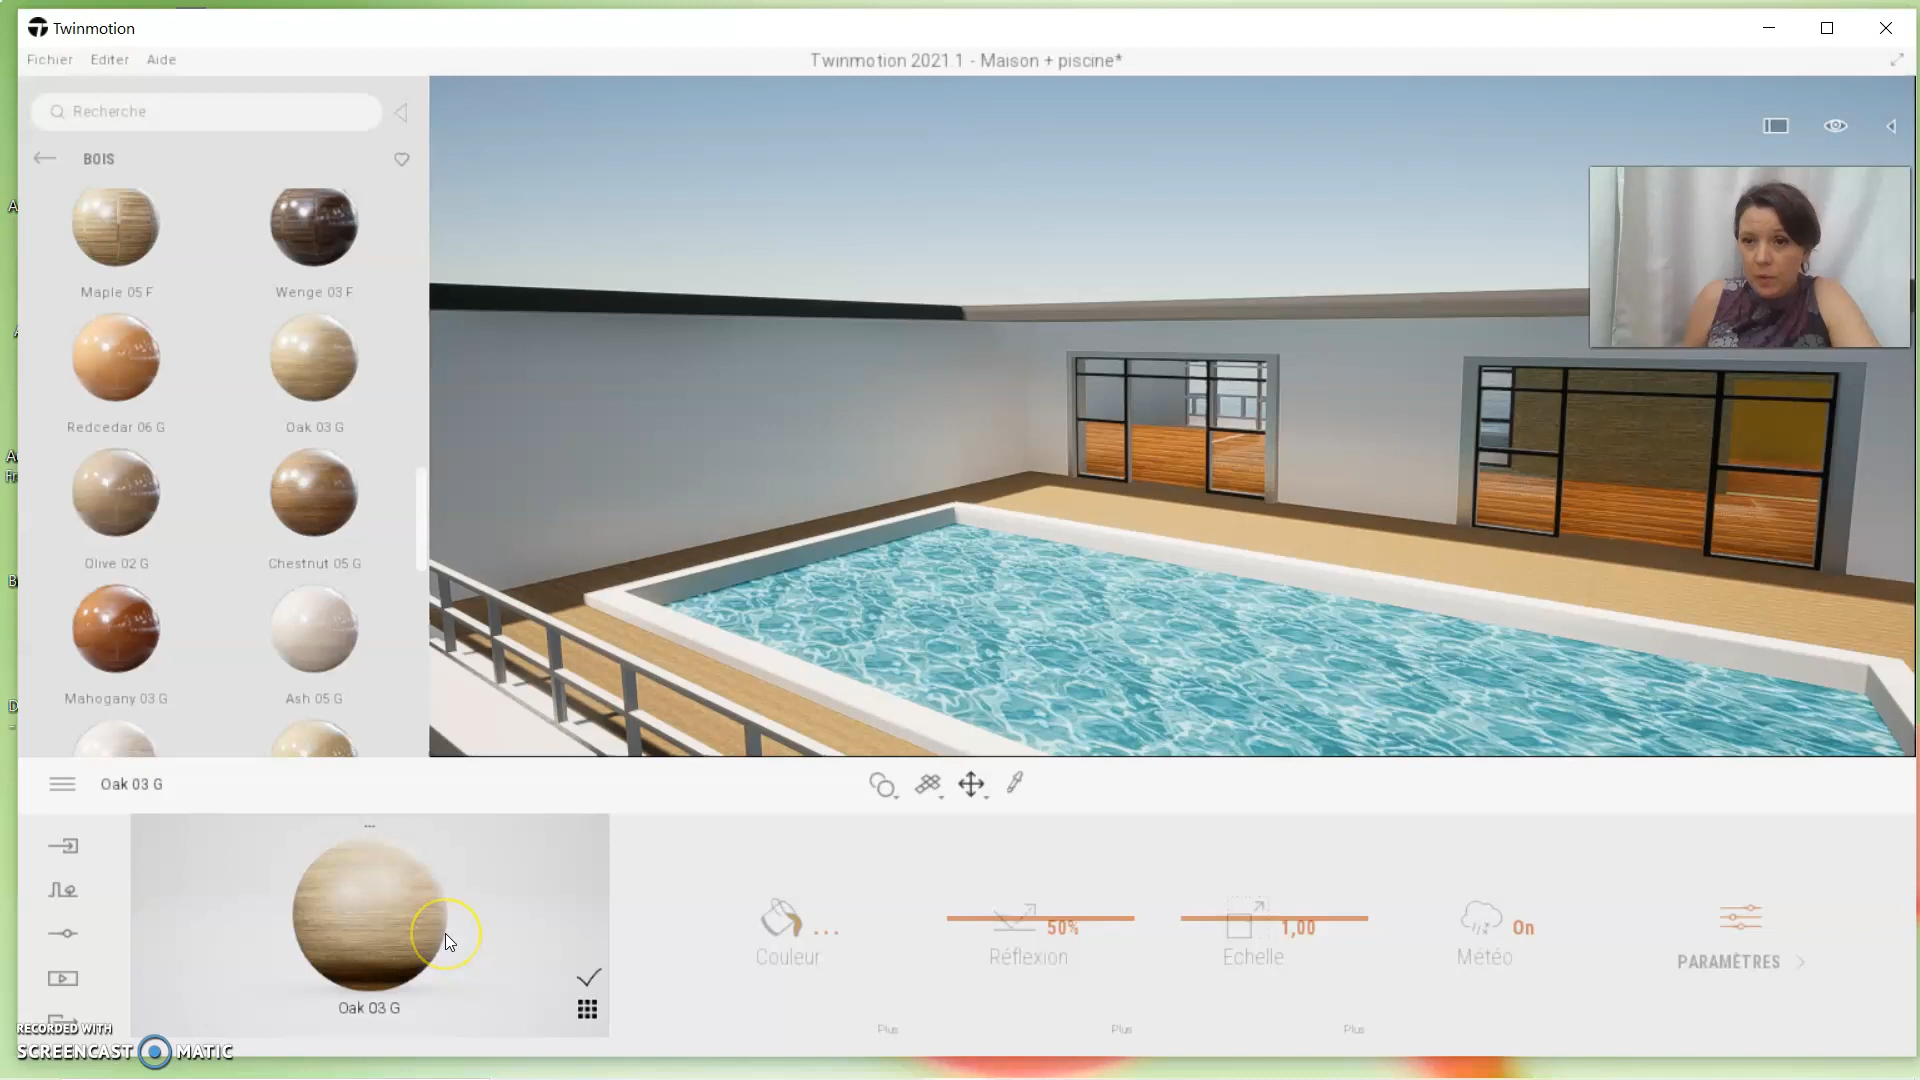 Twinmotion
Fichier Editer Aide
Twinmotion 2021.1 - Maison + piscine*
Recherche
BOIS
Maple 05 F
Wenge 03 F
Redcedar 06 G
Oak 03 G
Olive 02 G
Chestnut 05 G
Mahogany 03 G
Ash 05 G
Oak 03 G
...
Oak 03 G
Couleur
...
Réflexion
50%
Echelle
1,00
Météo
On
PARAMÈTRES
Plus
Plus
Plus
RECORDED WITH
SCREENCAST MATIC